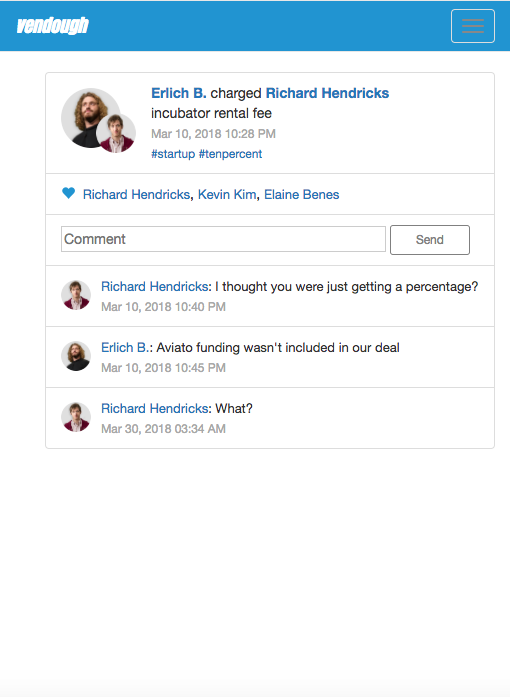 vendough
Erlich B. charged Richard Hendricks
incubator rental fee
Mar 10, 2018 10:28 PM
#startup #tenpercent
Richard Hendricks, Kevin Kim, Elaine Benes
Comment
Send
Richard Hendricks: I thought you were just getting a percentage?
Mar 10, 2018 10:40 PM
Erlich B.: Aviato funding wasn't included in our deal
Mar 10, 2018 10:45 PM
Richard Hendricks: What?
Mar 30, 2018 03:34 AM